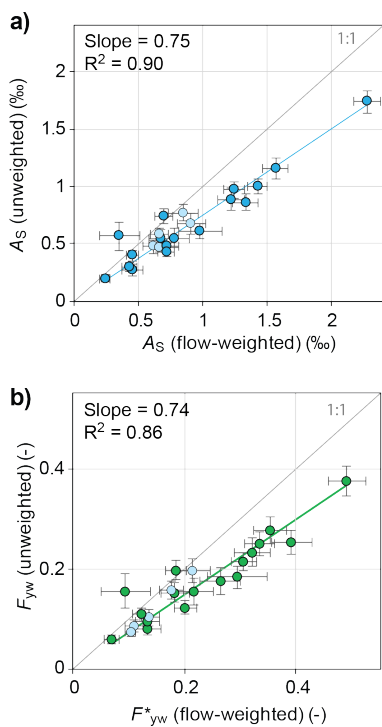 a)
Slope = 0.75
R² = 0.90
1:1
A_S (unweighted) (‰)
2
1.5
1
0.5
0
0
0.5
1
1.5
2
A_S (flow-weighted) (‰)
b)
Slope = 0.74
R² = 0.86
1:1
F_yw (unweighted) (-)
0.4
0.2
0
0
0.2
0.4
F*_yw (flow-weighted) (-)